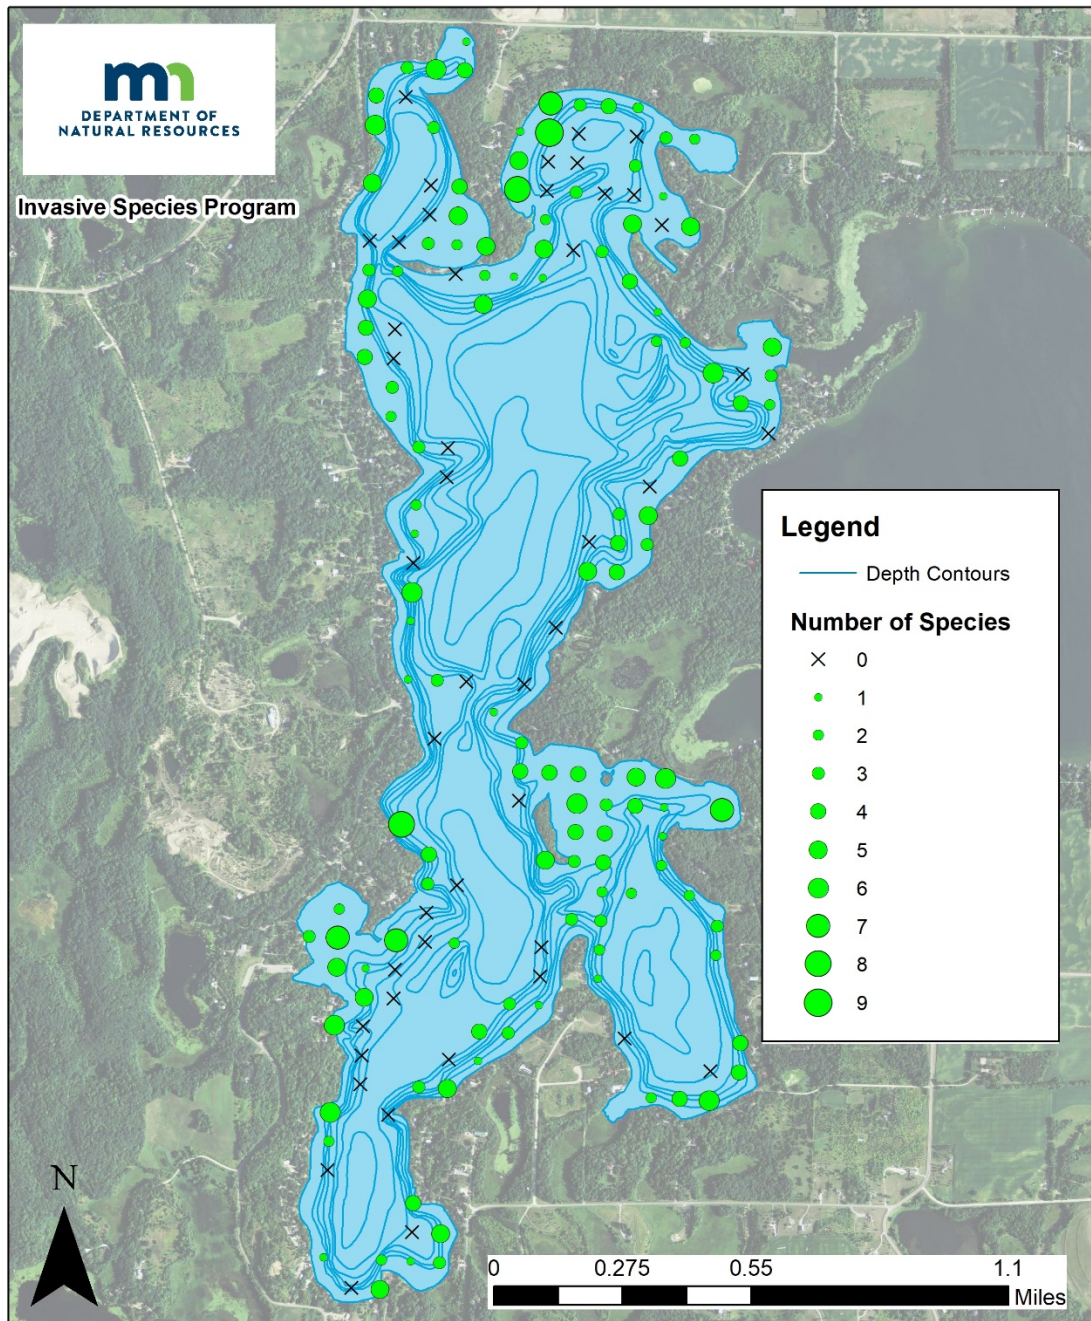 mn
DEPARTMENT OF
NATURAL RESOURCES
Invasive Species Program
Legend
Depth Contours
Number of Species
0
1
2
3
4
5
6
7
8
9
N
0 0.275 0.55 1.1
Miles